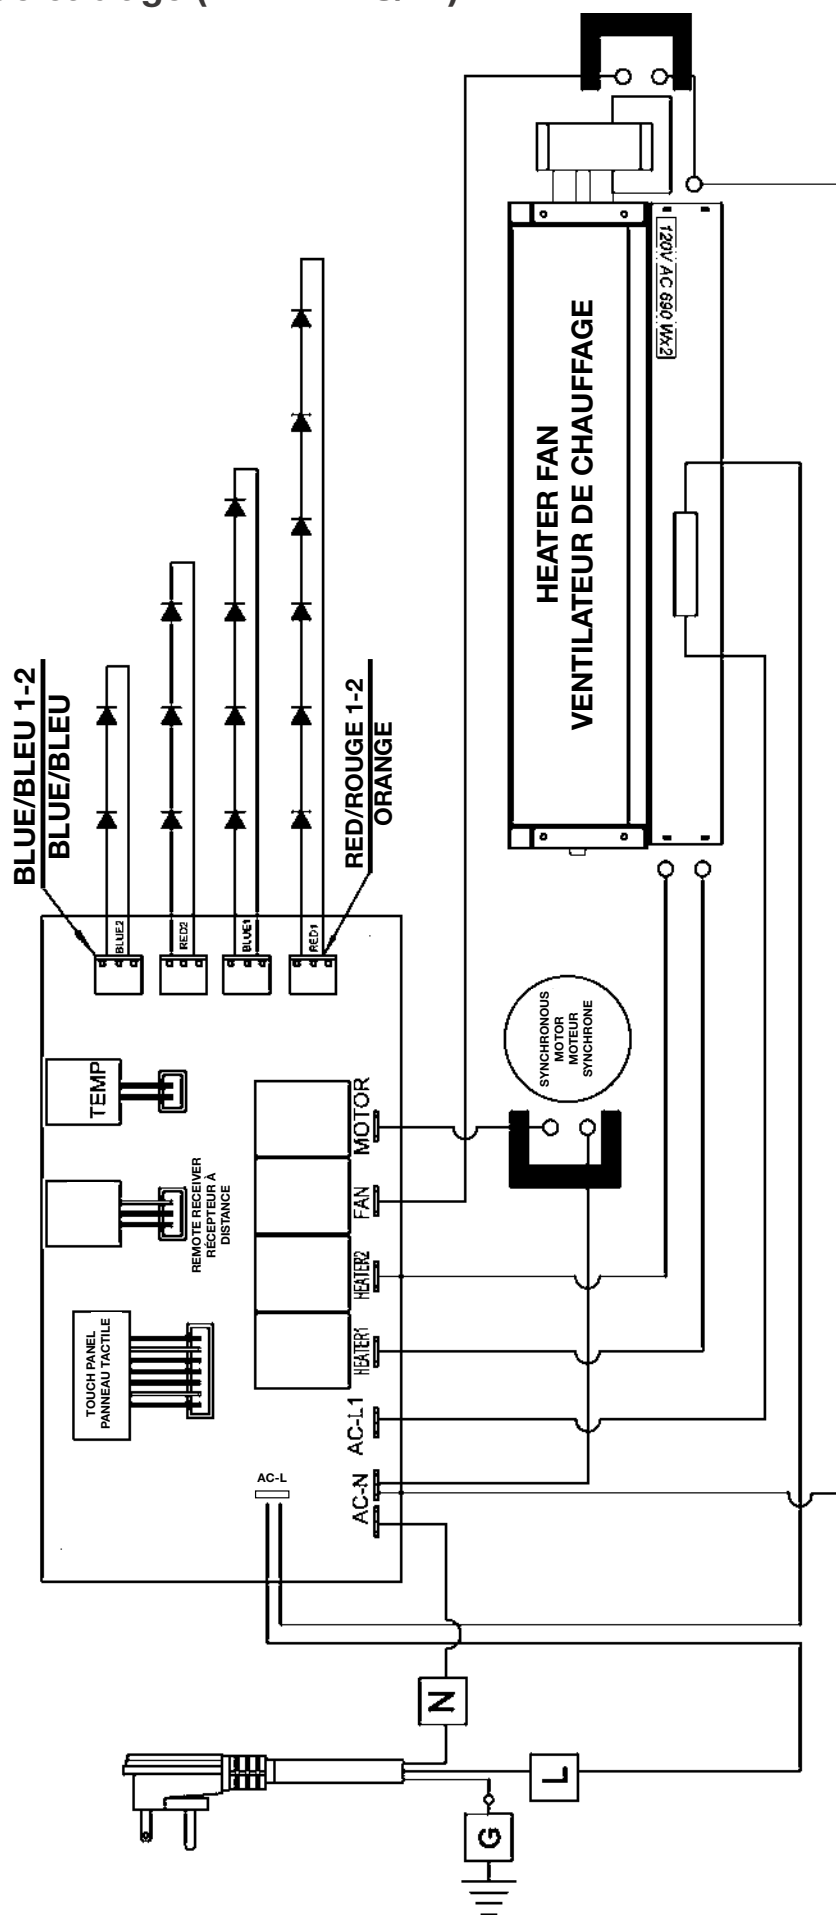 120V AC 690 Wx2
HEATER FAN
VENTILATEUR DE CHAUFFAGE
BLUE/BLEU 1-2
BLUE/BLEU
RED/ROUGE 1-2
ORANGE
BLUE2
RED2
BLUE1
RED1
TEMP
REMOTE RECEIVER
RÉCEPTEUR À
DISTANCE
TOUCH PANEL
PANNEAU TACTILE
SYNCHRONOUS
MOTOR
MOTEUR
SYNCHRONE
MOTOR
FAN
HEATER2
HEATER1
AC-L1
AC-N
AC-L
N
L
G